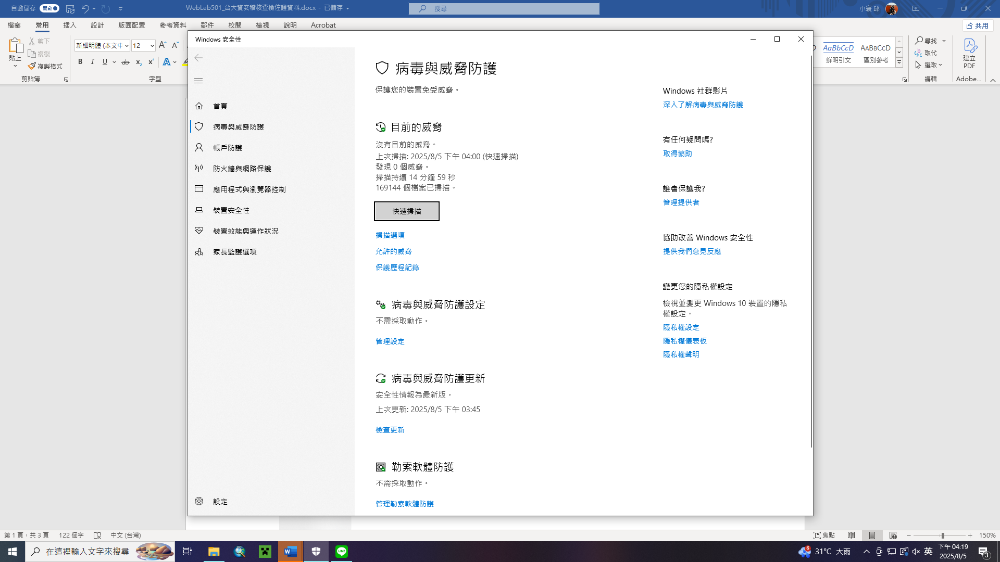 自動儲存 開啟
WebLab501_台大資安稽核查檢佐證資料.docx - 已儲存
搜尋
小寰 邱
檔案 常用 插入 設計 版面配置 參考資料 郵件 校閱 檢視 說明 Acrobat
共用
貼上
剪下
複製
複製格式
剪貼簿
新細明體 (本文中 12
B I U ab x₂ x² A
字型
AaBbCcD
鮮明引文
AABBCCD
區別參考
尋找
取代
選取
編輯
建立
PDF
Adobe...
Windows 安全性
首頁
病毒與威脅防護
帳戶防護
防火牆與網路保護
應用程式與瀏覽器控制
裝置安全性
裝置效能與運作狀況
家長監護選項
設定
病毒與威脅防護
保護您的裝置免受威脅。
目前的威脅
沒有目前的威脅。
上次掃描: 2025/8/5 下午 04:00 (快速掃描)
發現 0 個威脅。
掃描持續 14 分鐘 59 秒
169144 個檔案已掃描。
快速掃描
掃描選項
允許的威脅
保護歷程記錄
病毒與威脅防護設定
不需採取動作。
管理設定
病毒與威脅防護更新
安全性情報為最新版。
上次更新: 2025/8/5 下午 03:45
檢查更新
勒索軟體防護
不需採取動作。
管理勒索軟體防護
Windows 社群影片
深入了解病毒與威脅防護
有任何疑問嗎?
取得協助
誰會保護我?
管理提供者
協助改善 Windows 安全性
提供我們意見反應
變更您的隱私權設定
檢視並變更 Windows 10 裝置的隱私
權設定。
隱私權設定
隱私權儀表板
隱私權聲明
第 1 頁，共 3 頁 122 個字 中文 (台灣)
焦點
150%
在這裡輸入文字來搜尋
LINE
6
31°C 大雨
英
下午 04:19
2025/8/5
3